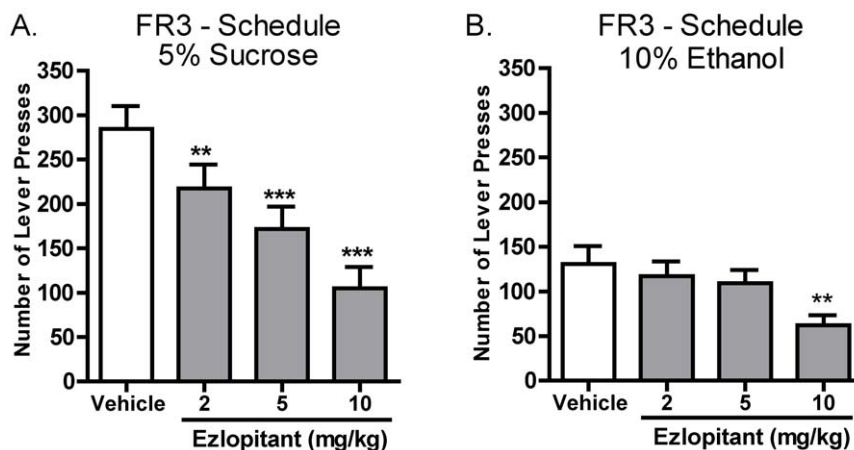 A.
FR3 - Schedule
5% Sucrose
Number of Lever Presses
350
300
250
200
150
100
50
0
**
***
***
Vehicle
2
5
10
Ezlopitant (mg/kg)
B.
FR3 - Schedule
10% Ethanol
Number of Lever Presses
350
300
250
200
150
100
50
0
**
Vehicle
2
5
10
Ezlopitant (mg/kg)